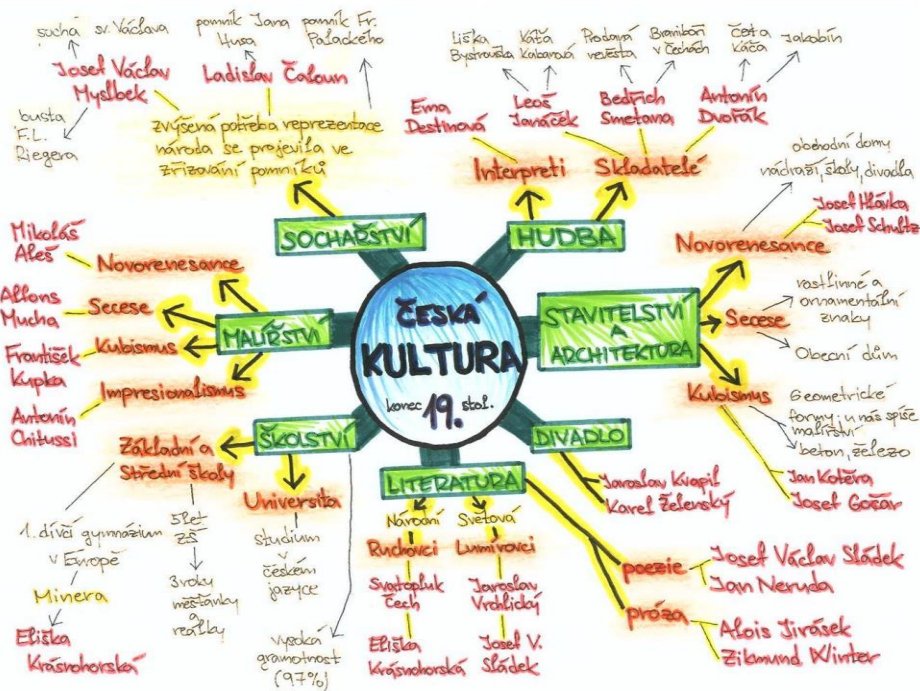 suchá
sv. Václava
pomník Jana
Husa
pomník Fr.
Palackého
Josef Václav
Myslbek
Ladislav Čaloun
busta
F.L.
Riegera
zvýšená potřeba reprezentace
národa se projevila ve
zřizování pomníků
SOCHAŘSTVÍ
Liška
Bystrouška
Káťa
Kabanová
Prodaná
nevěsta
Braniboři
v Čechách
Čert a
Káča
Jakobín
Ema
Destinová
Leoš
Janáček
Bedřich
Smetana
Antonín
Dvořák
Interpreti
Skladatelé
HUDBA
obchodní domy
nádraží, školy, divadla
Josef Hlávka
Josef Schultz
Novorenesance
rostlinné a
ornamentální
znaky
Secese
Obecní dům
STAVITELSTVÍ
A
ARCHITEKTURA
Kubismus
Geometrické
formy, u nás spíše
malířství
beton, železo
Jan Kotěra
Josef Gočár
Mikoláš
Aleš
Novorenesance
Alfons
Mucha
Secese
František
Kupka
Kubismus
Antonín
Chitussi
Impresionalismus
MALÍŘSTVÍ
ČESKÁ
KULTURA
konec 19. stol.
ŠKOLSTVÍ
Základní a
Střední školy
Universita
1. dívčí gymnázium
v Evropě
Minera
Eliška
Krásnohorská
5 let
ZŠ
3 roky
měšťanky
a
reálky
studium
v
českém
jazyce
vysoká
gramotnost
(97%)
LITERATURA
Národní
Světová
Ruchovci
Lumírovci
Svatopluk
Čech
Jaroslav
Vrchlický
Eliška
Krásnohorská
Josef V.
Sládek
DIVADLO
Jaroslav Kvapil
Karel Želenský
poezie
Josef Václav Sládek
Jan Neruda
próza
Alois Jirásek
Zikmund Winter